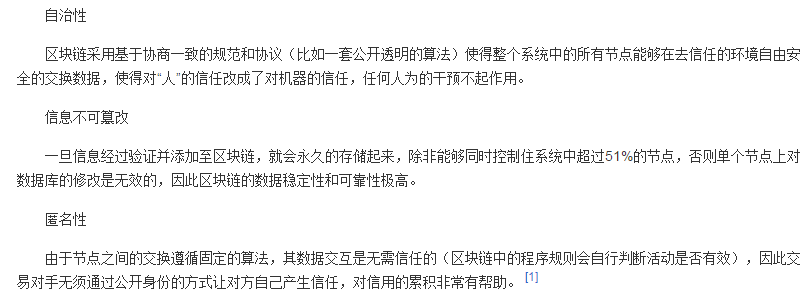 自治性
区块链采用基于协商一致的规范和协议（比如一套公开透明的算法）使得整个系统中的所有节点能够在去信任的环境自由安
全的交换数据，使得对“人”的信任改成了对机器的信任，任何人为的干预不起作用。
信息不可篡改
一旦信息经过验证并添加至区块链，就会永久的存储起来，除非能够同时控制住系统中超过51%的节点，否则单个节点上对
数据库的修改是无效的，因此区块链的数据稳定性和可靠性极高。
匿名性
由于节点之间的交换遵循固定的算法，其数据交互是无需信任的（区块链中的程序规则会自行判断活动是否有效），因此交
易对手无须通过公开身份的方式让对方自己产生信任，对信用的累积非常有帮助。 [1]